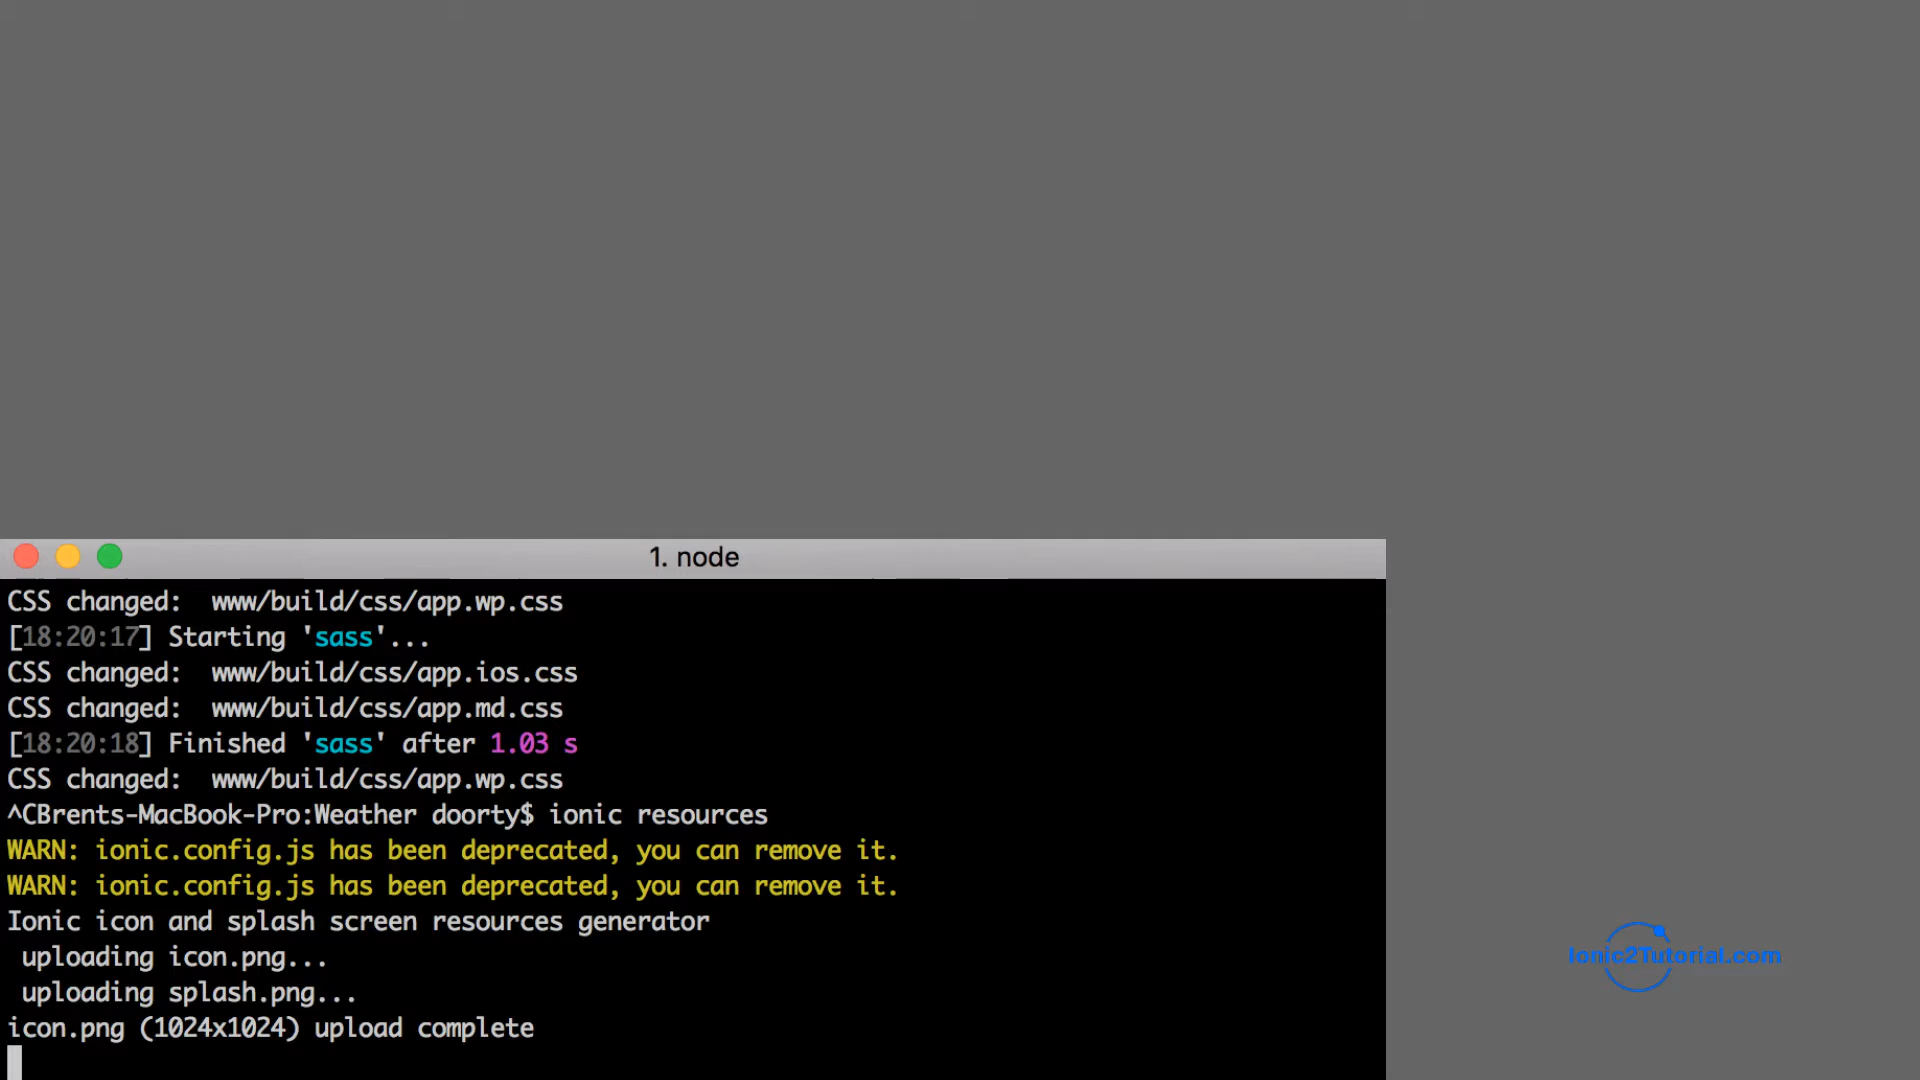 1. node
CSS changed:  www/build/css/app.wp.css
[18:20:17] Starting 'sass'...
CSS changed:  www/build/css/app.ios.css
CSS changed:  www/build/css/app.md.css
[18:20:18] Finished 'sass' after 1.03 s
CSS changed:  www/build/css/app.wp.css
^CBrents-MacBook-Pro:Weather doorty$ ionic resources
WARN: ionic.config.js has been deprecated, you can remove it.
WARN: ionic.config.js has been deprecated, you can remove it.
Ionic icon and splash screen resources generator
 uploading icon.png...
 uploading splash.png...
icon.png (1024x1024) upload complete
Ionic2Tutorial.com